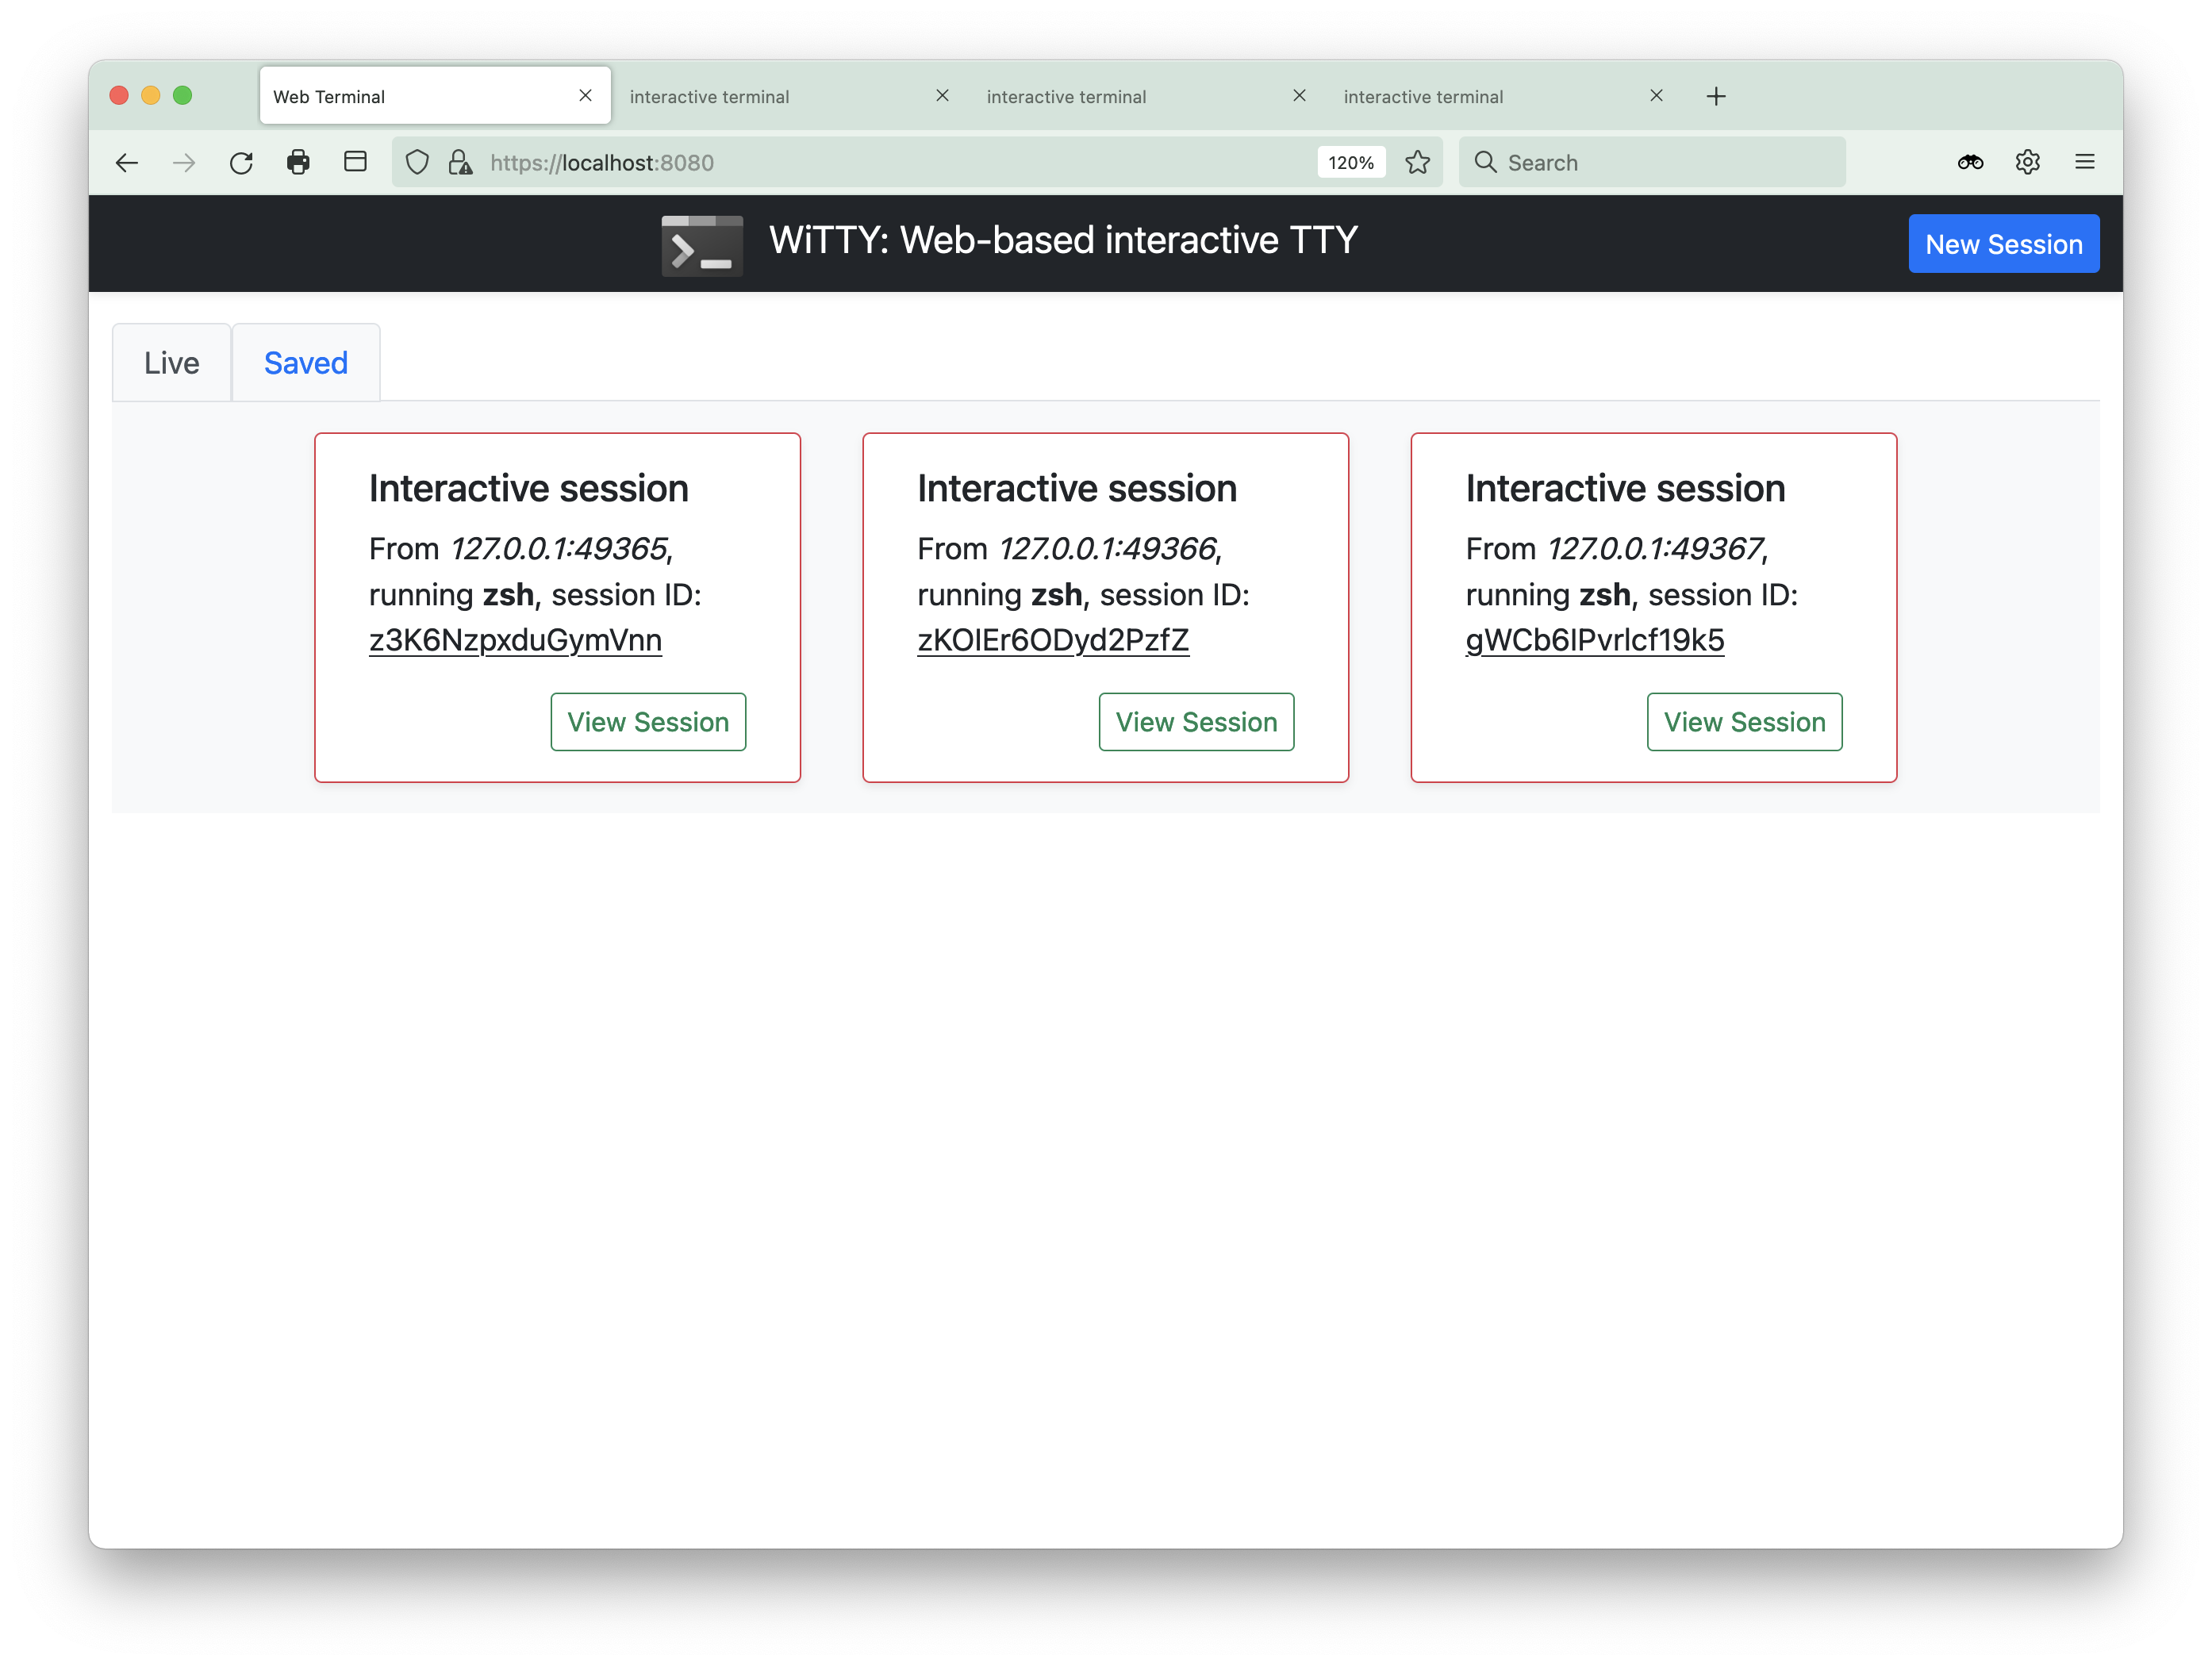 Web Terminal
interactive terminal
interactive terminal
interactive terminal
https://localhost:8080
120%
Search
WiTTY: Web-based interactive TTY
New Session
Live
Saved
Interactive session
From 127.0.0.1:49365,
running zsh, session ID:
z3K6NzpxduGymVnn
View Session
Interactive session
From 127.0.0.1:49366,
running zsh, session ID:
zKOlEr6ODyd2PzfZ
View Session
Interactive session
From 127.0.0.1:49367,
running zsh, session ID:
gWCb6IPvrlcf19k5
View Session